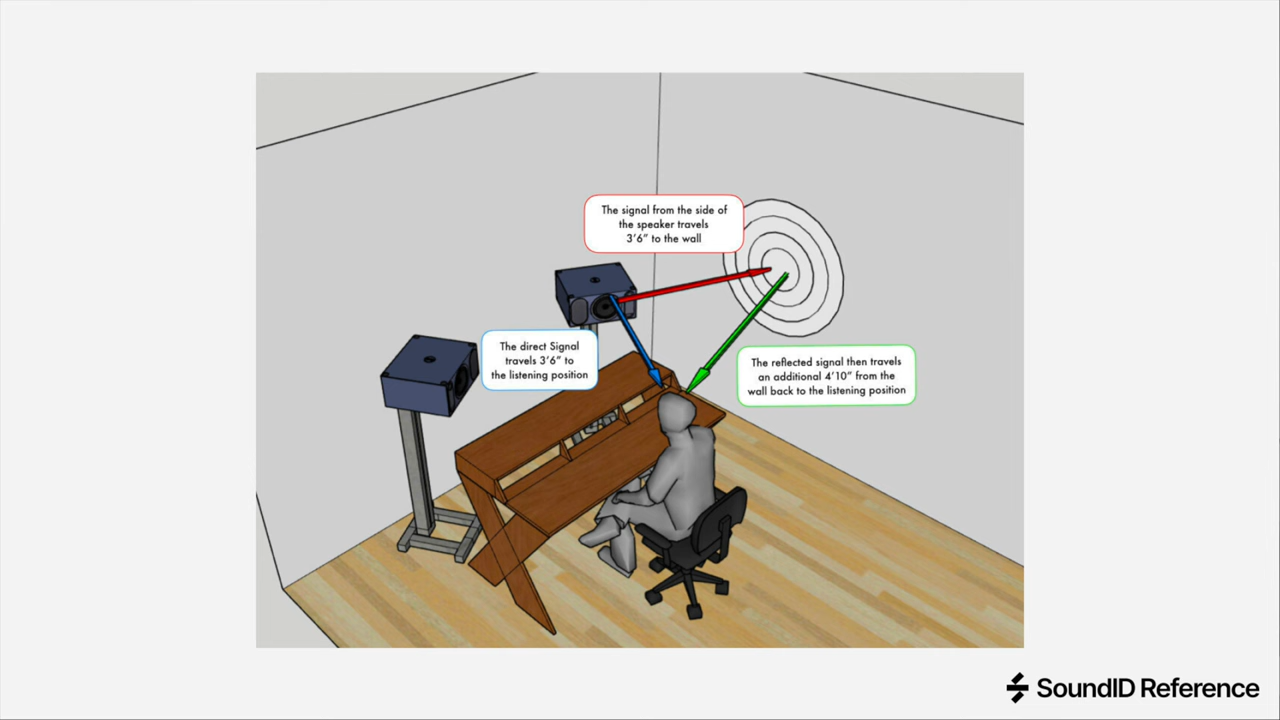 The signal from the side of
the speaker travels
3’6” to the wall
The direct Signal
travels 3’6” to
the listening position
The reflected signal then travels
an additional 4’10” from the
wall back to the listening position
SoundID Reference